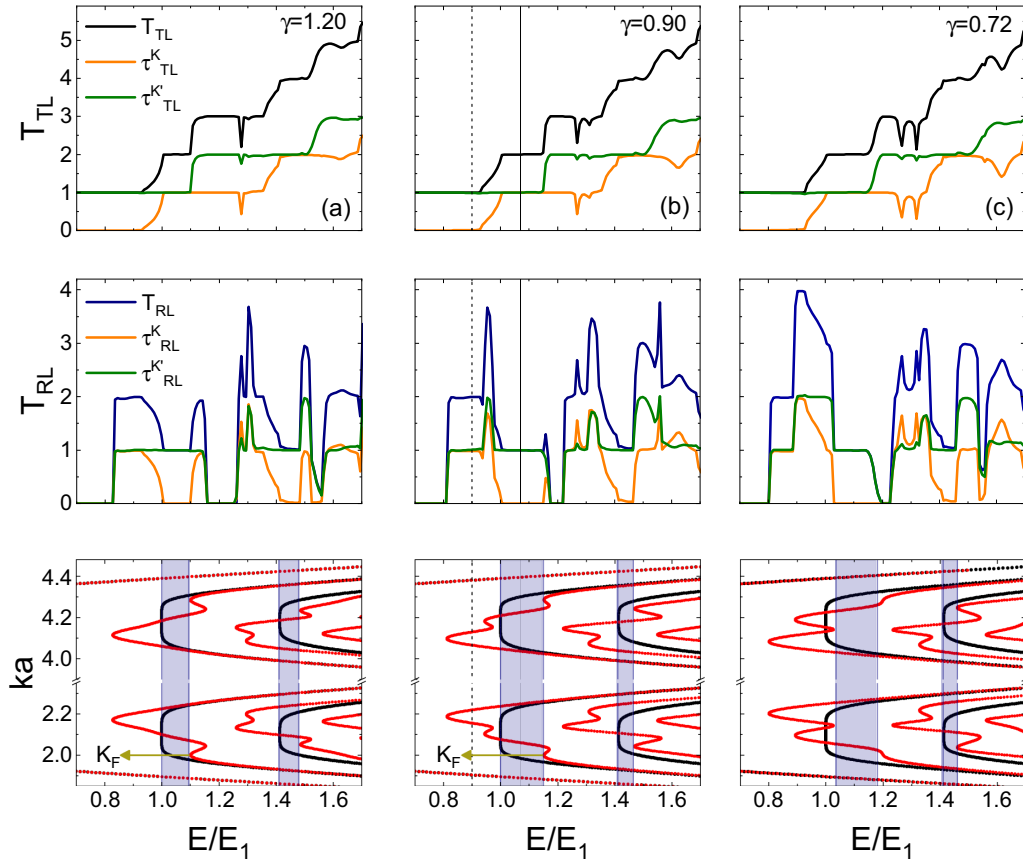 γ=1.20
γ=0.90
γ=0.72
T_TL
τ^K_TL
τ^K'_TL
T_TL
5
4
3
2
1
0
(a)
(b)
(c)
T_RL
τ^K_RL
τ^K'_RL
T_RL
4
3
2
1
0
ka
4.4
4.2
4.0
2.2
2.0
K_F
K_F
0.8 1.0 1.2 1.4 1.6
0.8 1.0 1.2 1.4 1.6
0.8 1.0 1.2 1.4 1.6
E/E_1
E/E_1
E/E_1